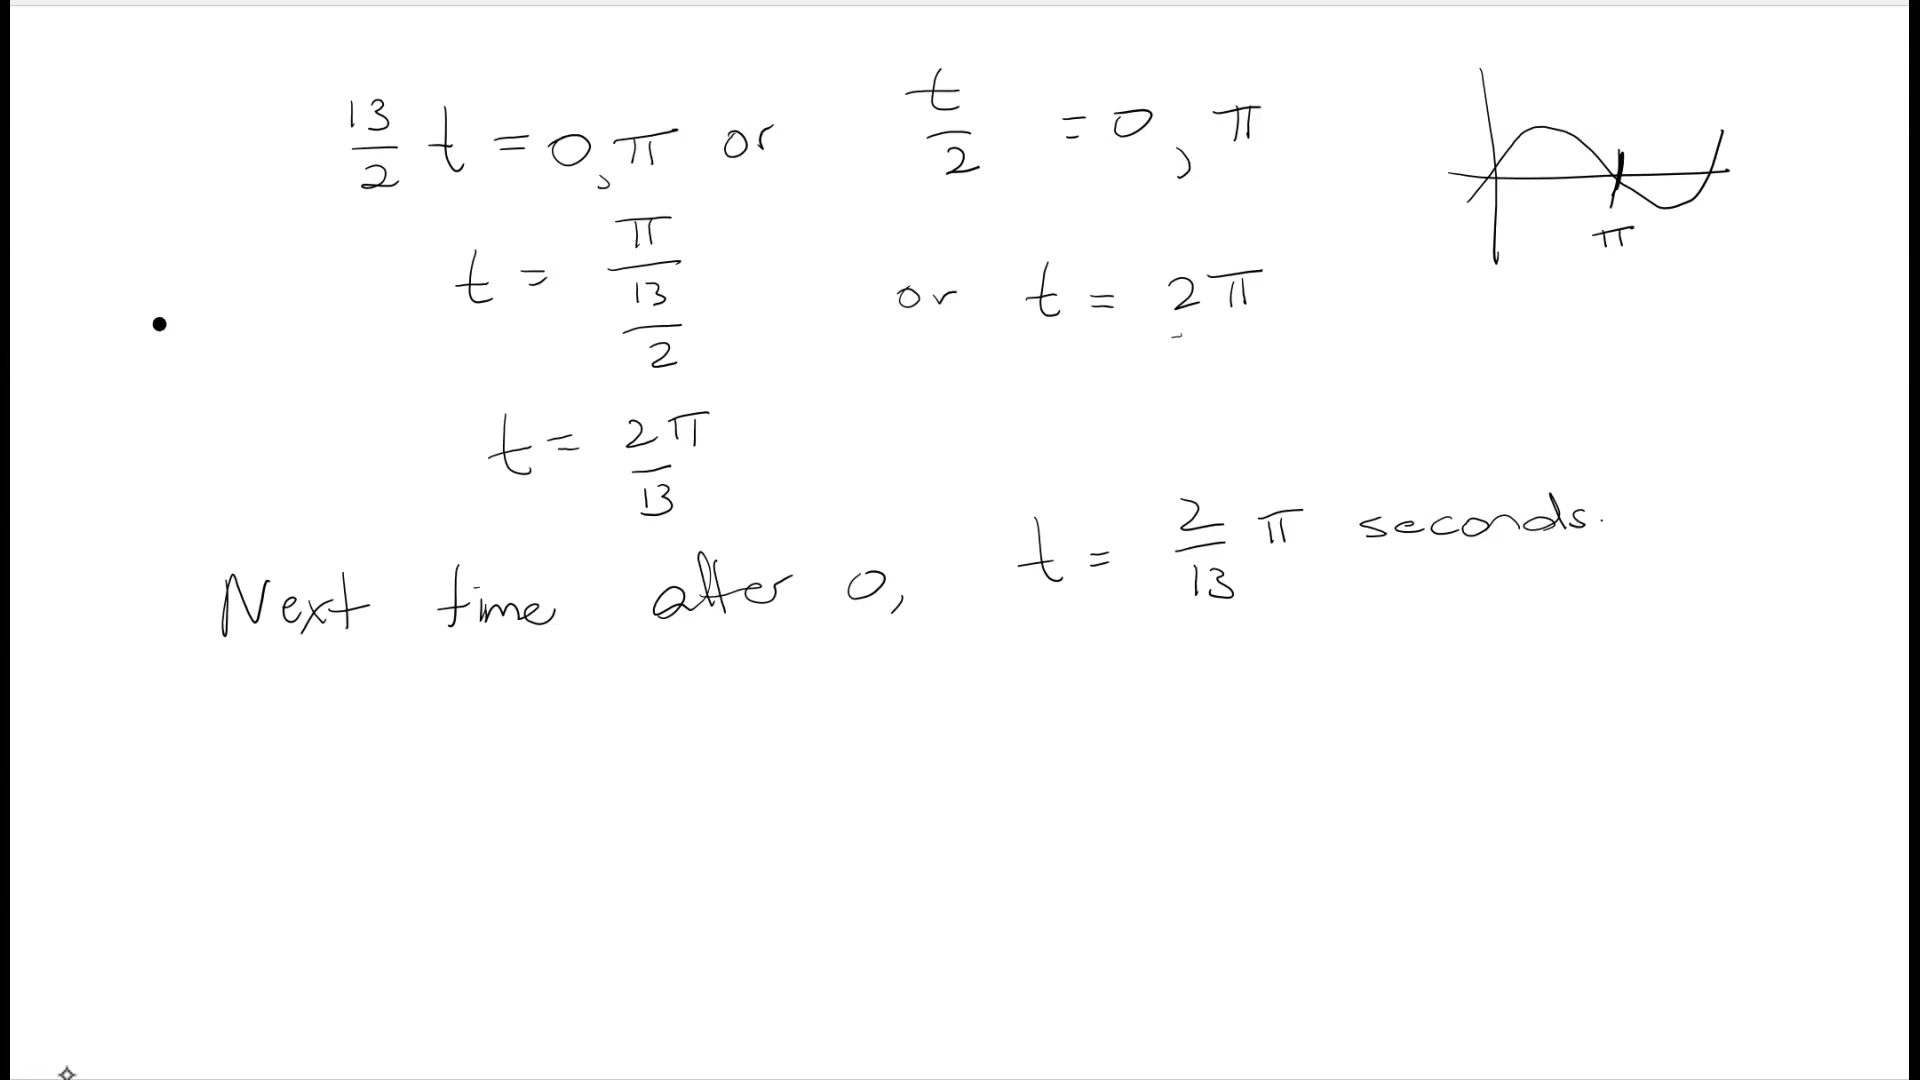 13/2 t = 0, π or t/2 = 0, π
π
t = π/(13/2) or t = 2π
t = 2π/13
Next time after 0, t = 2/13 π seconds.